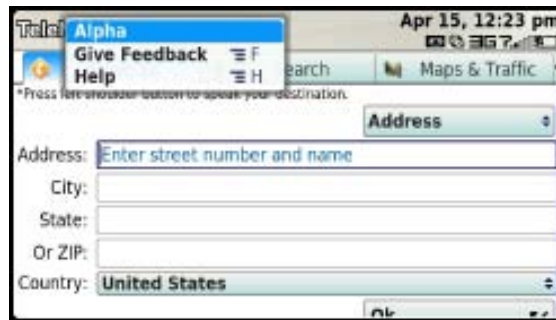 Alpha
Apr 15, 12:23 pm
Give Feedback F
Help H
earch
Maps & Traffic
*Press left shoulder button to speak your destination.
Address
Address: Enter street number and name
City:
State:
Or ZIP:
Country: United States
Ok